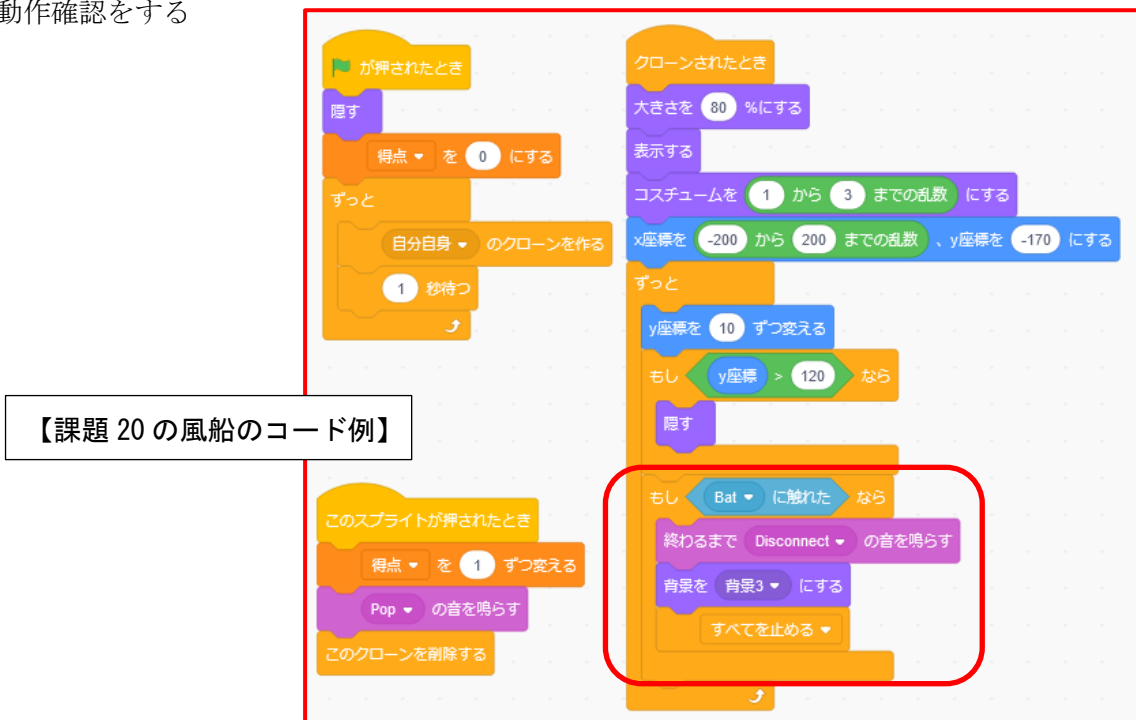 動作確認をする
が押されたとき
隠す
得点 を 0 にする
ずっと
自分自身 のクローンを作る
1 秒待つ
【課題 20 の風船のコード例】
このスプライトが押されたとき
得点 を 1 ずつ変える
Pop の音を鳴らす
このクローンを削除する
クローンされたとき
大きさを 80 %にする
表示する
コスチュームを 1 から 3 までの乱数 にする
x座標を -200 から 200 までの乱数 、y座標を -170 にする
ずっと
y座標を 10 ずつ変える
もし y座標 > 120 なら
隠す
もし Bat に触れた なら
終わるまで Disconnect の音を鳴らす
背景を 背景3 にする
すべてを止める